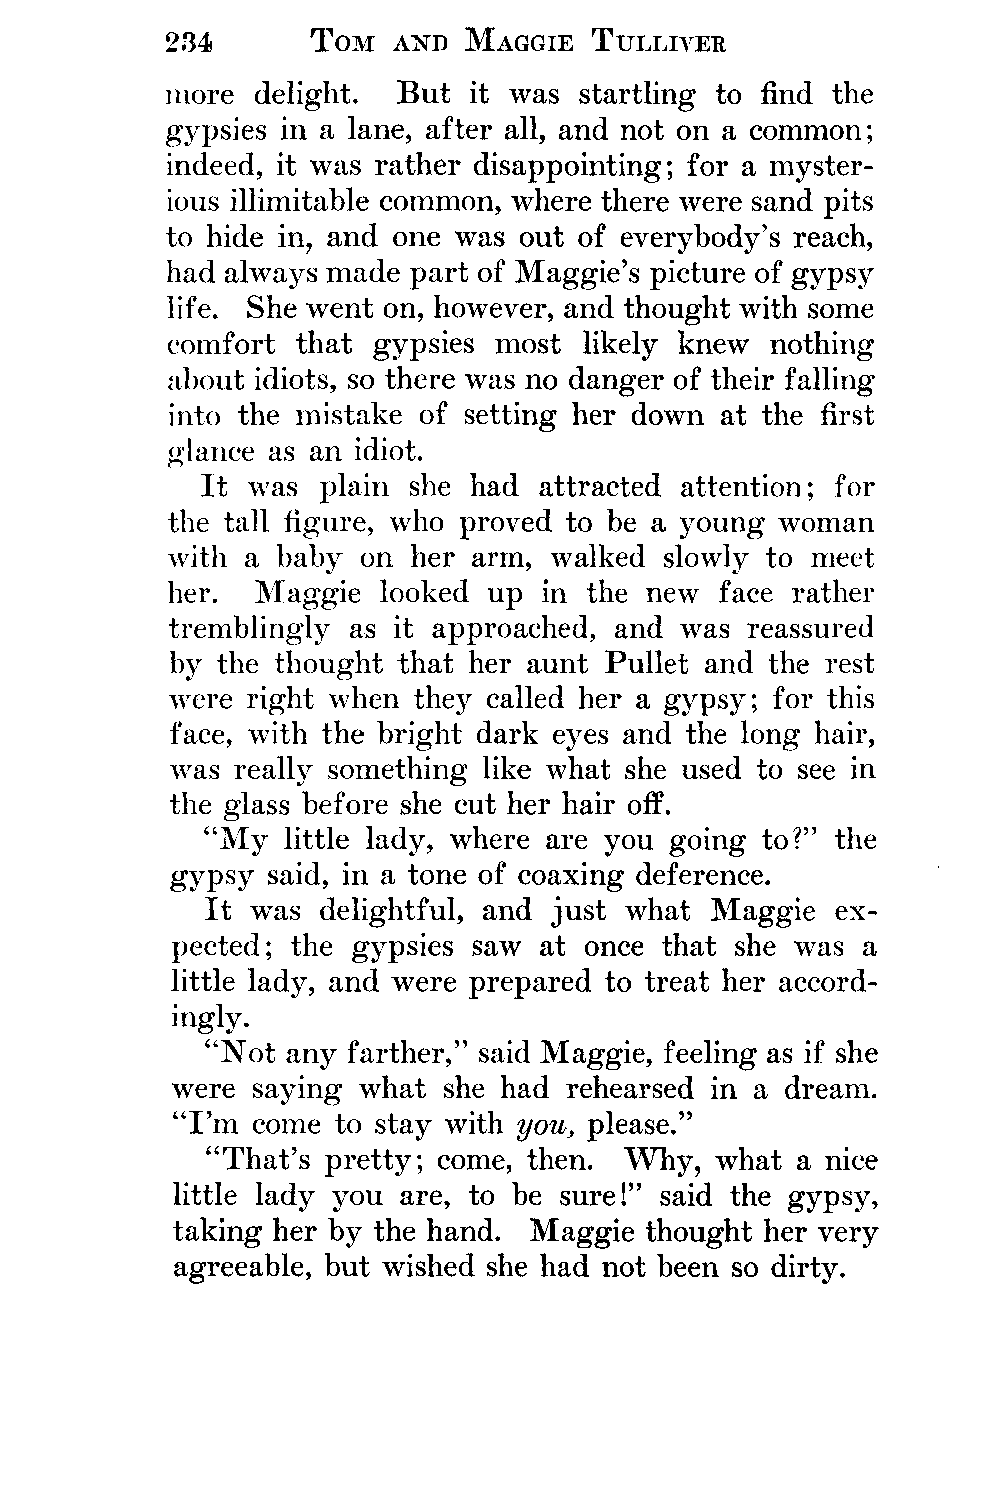 234 Tom and Maggie Tulliver
more delight. But it was startling to find the
gypsies in a lane, after all, and not on a common;
indeed, it was rather disappointing; for a myster-
ious illimitable common, where there were sand pits
to hide in, and one was out of everybody's reach,
had always made part of Maggie's picture of gypsy
life. She went on, however, and thought with some
comfort that gypsies most likely knew nothing
about idiots, so there was no danger of their falling
into the mistake of setting her down at the first
glance as an idiot.
It was plain she had attracted attention; for
the tall figure, who proved to be a young woman
with a baby on her arm, walked slowly to meet
her. Maggie looked up in the new face rather
tremblingly as it approached, and was reassured
by the thought that her aunt Pullet and the rest
were right when they called her a gypsy; for this
face, with the bright dark eyes and the long hair,
was really something like what she used to see in
the glass before she cut her hair off.
“My little lady, where are you going to?” the
gypsy said, in a tone of coaxing deference.
It was delightful, and just what Maggie ex-
pected; the gypsies saw at once that she was a
little lady, and were prepared to treat her accord-
ingly.
“Not any farther,” said Maggie, feeling as if she
were saying what she had rehearsed in a dream.
“I'm come to stay with you, please.”
“That's pretty; come, then. Why, what a nice
little lady you are, to be sure!” said the gypsy,
taking her by the hand. Maggie thought her very
agreeable, but wished she had not been so dirty.